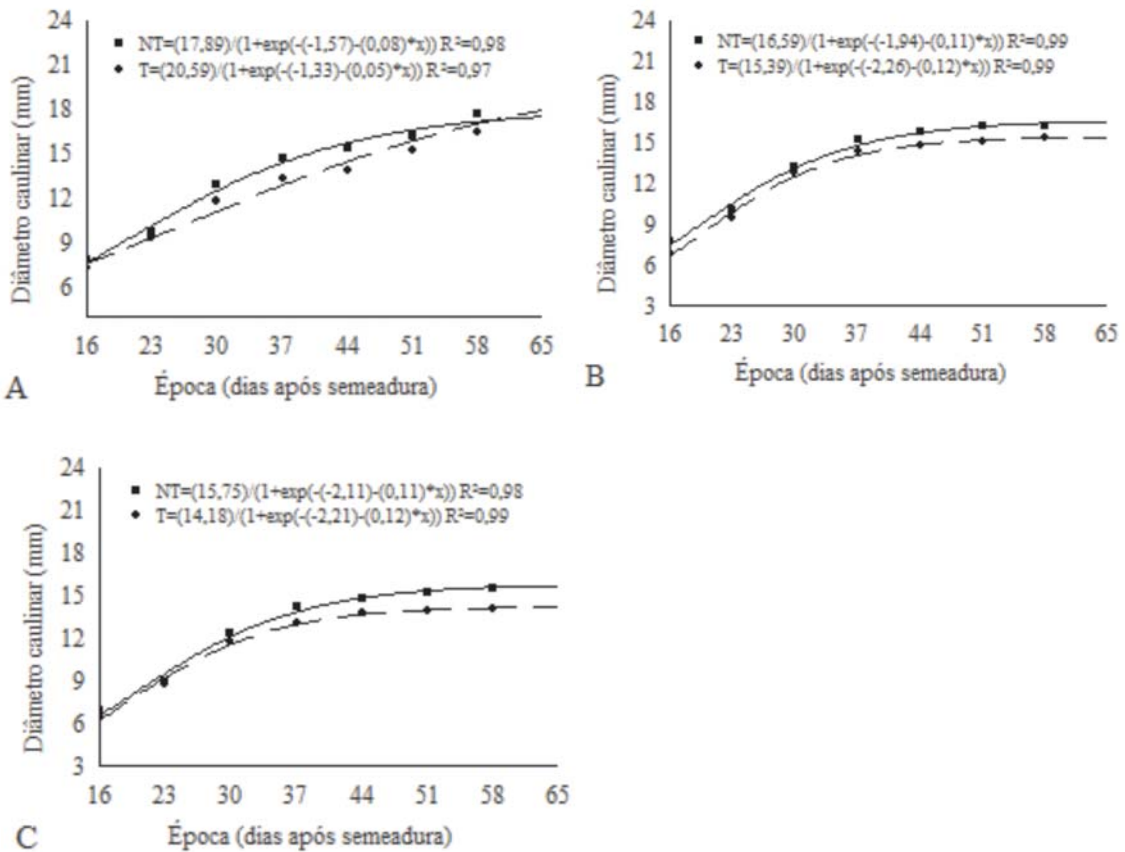 24
21
18
15
12
9
6
Diâmetro caulinar (mm)
NT=(17,89)/(1+exp(-(-1,57)-(0,08)*x)) R²=0,98
T=(20,59)/(1+exp(-(-1,33)-(0,05)*x)) R²=0,97
16 23 30 37 44 51 58 65
Época (dias após semeadura)
A
24
21
18
15
12
9
6
3
Diâmetro caulinar (mm)
NT=(16,59)/(1+exp(-(-1,94)-(0,11)*x)) R²=0,99
T=(15,39)/(1+exp(-(-2,26)-(0,12)*x)) R²=0,99
16 23 30 37 44 51 58 65
Época (dias após semeadura)
B
24
21
18
15
12
9
6
3
Diâmetro caulinar (mm)
NT=(15,75)/(1+exp(-(-2,11)-(0,11)*x)) R²=0,98
T=(14,18)/(1+exp(-(-2,21)-(0,12)*x)) R²=0,99
16 23 30 37 44 51 58 65
Época (dias após semeadura)
C